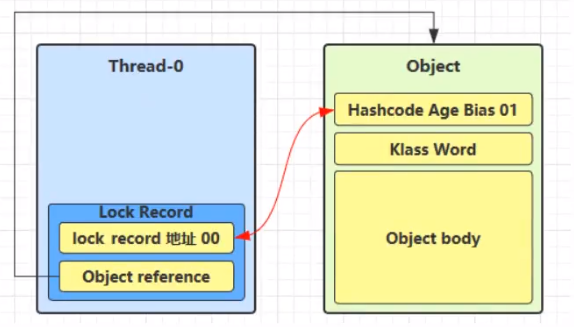 Thread-0
Lock Record
lock record 地址 00
Object reference
Object
Hashcode Age Bias 01
Klass Word
Object body